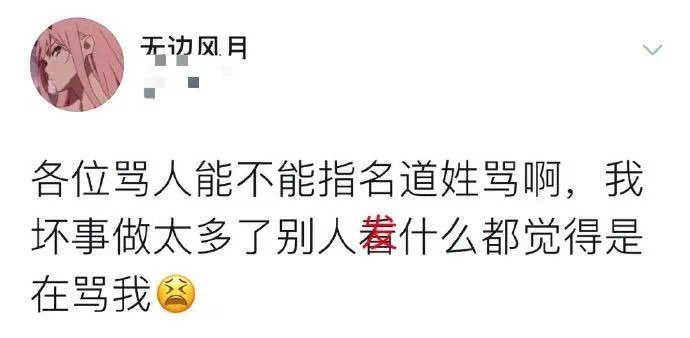 无边风月
各位骂人能不能指名道姓骂啊，我
坏事做太多了别人发什么都觉得是
在骂我😫